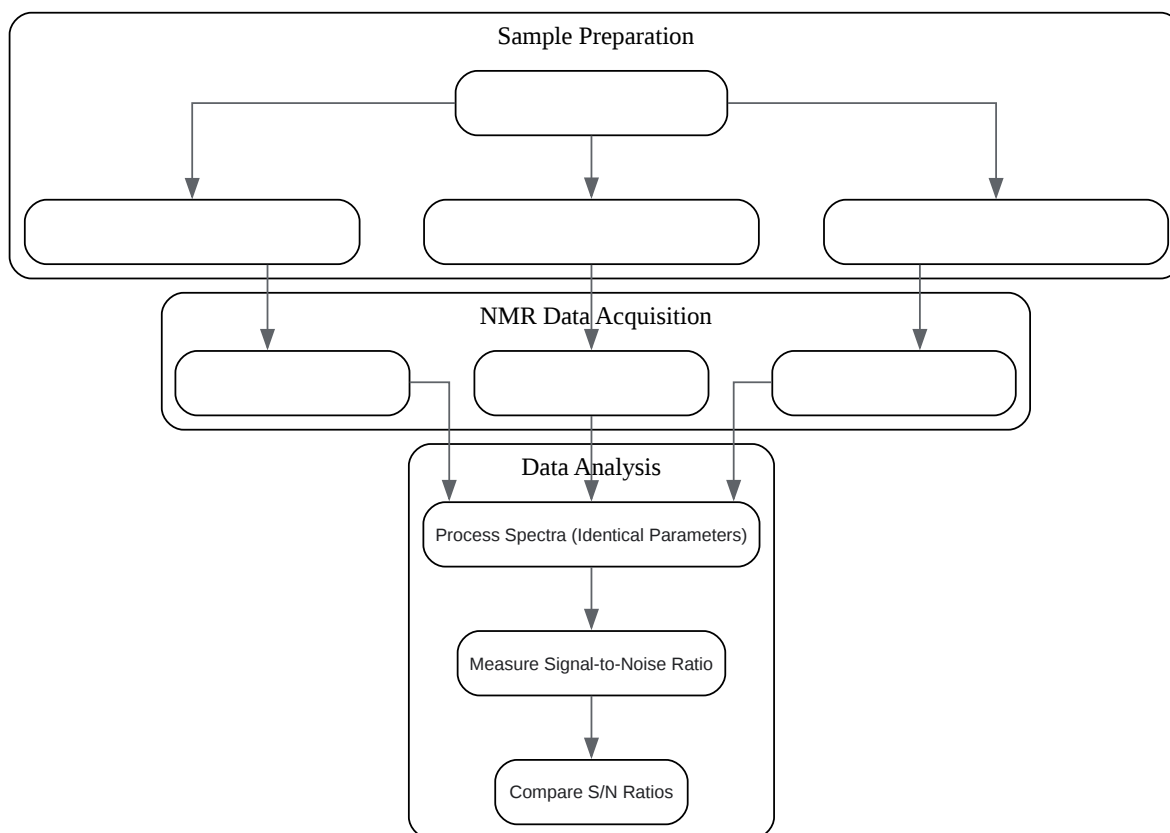 Sample Preparation
NMR Data Acquisition
Data Analysis
Process Spectra (Identical Parameters)
Measure Signal-to-Noise Ratio
Compare S/N Ratios